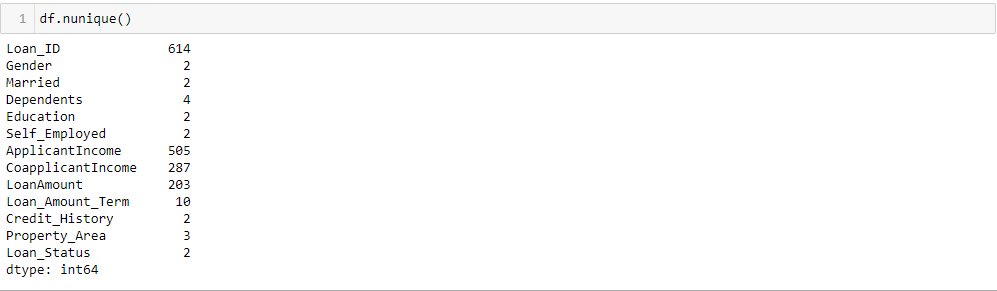 1 df.nunique()
Loan_ID 614
Gender 2
Married 2
Dependents 4
Education 2
Self_Employed 2
ApplicantIncome 505
CoapplicantIncome 287
LoanAmount 203
Loan_Amount_Term 10
Credit_History 2
Property_Area 3
Loan_Status 2
dtype: int64